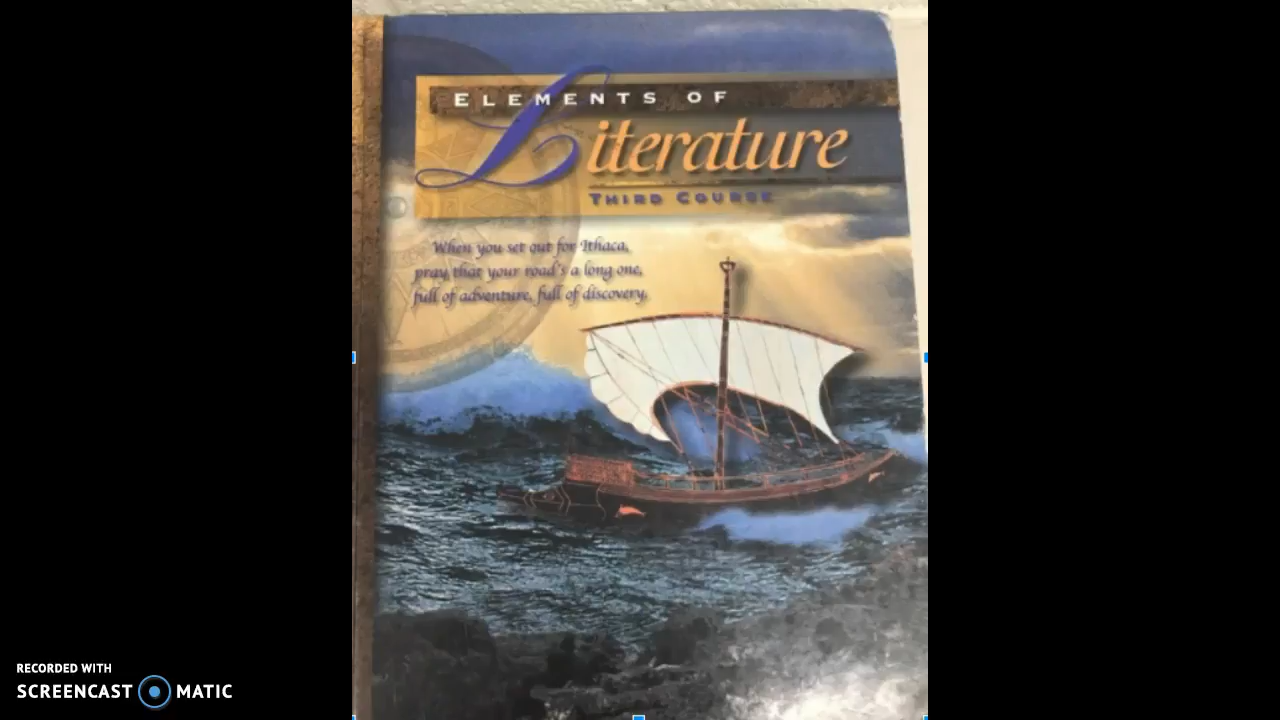 ELEMENTS OF
Literature
THIRD COURSE
When you set out for Ithaca,
pray that your road's a long one,
full of adventure, full of discovery.
RECORDED WITH
SCREENCAST MATIC